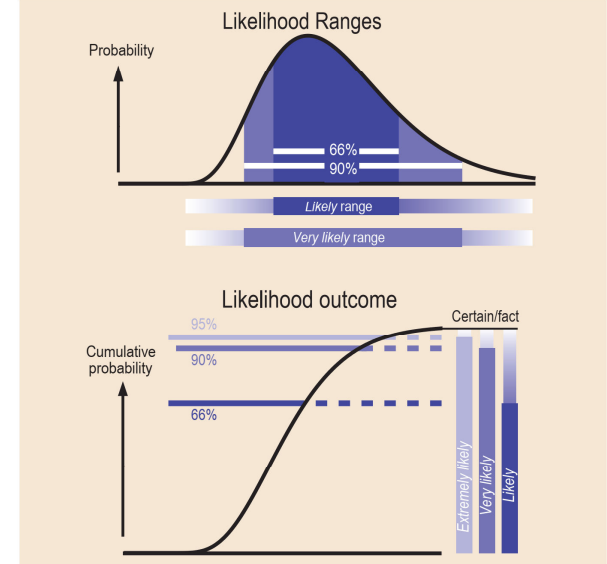 Likelihood Ranges
Probability
66%
90%
Likely range
Very likely range
Likelihood outcome
Certain/fact
95%
Cumulative
probability
90%
66%
Extremely likely
Very likely
Likely